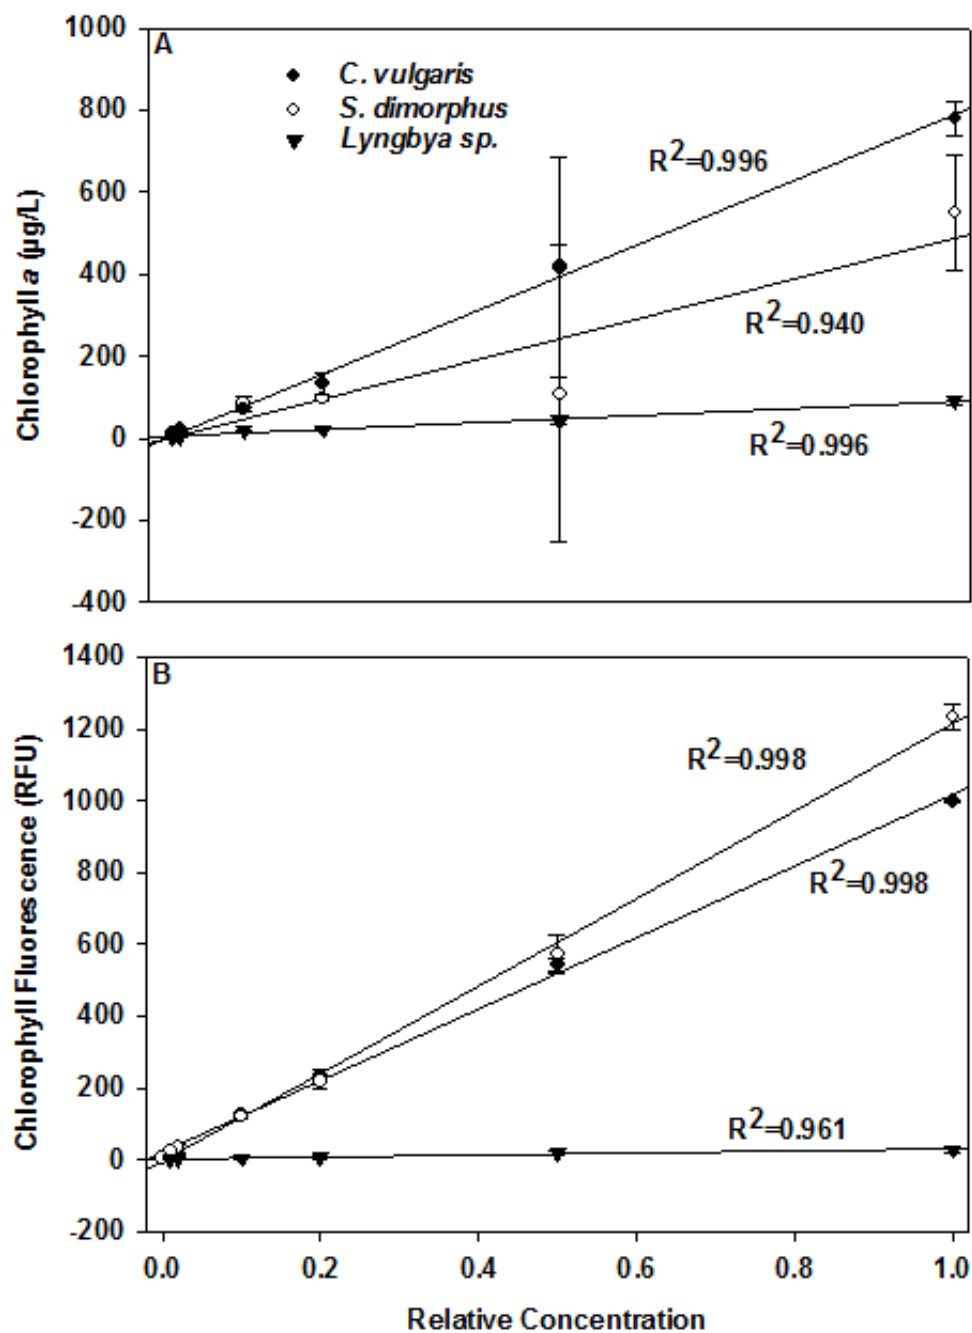 A
C. vulgaris
S. dimorphus
Lyngbya sp.
1000
800
600
400
200
0
-200
-400
Chlorophyll a (µg/L)
R²=0.996
R²=0.940
R²=0.996
B
1400
1200
1000
800
600
400
200
0
-200
Chlorophyll Fluorescence (RFU)
R²=0.998
R²=0.998
R²=0.961
0.0 0.2 0.4 0.6 0.8 1.0
Relative Concentration